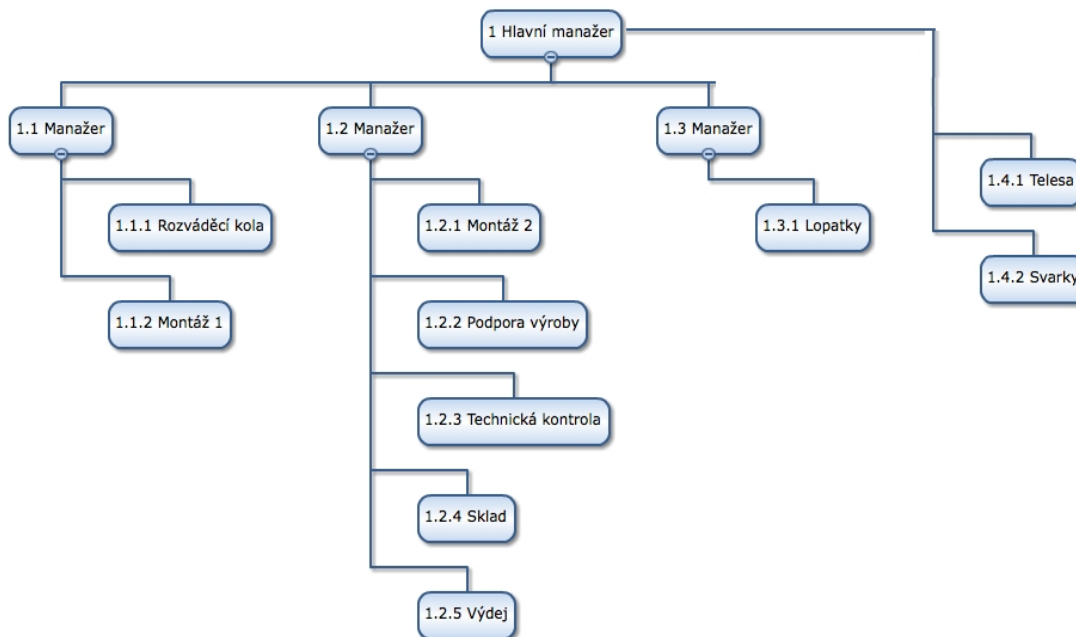 1 Hlavní manažer
1.1 Manažer
1.2 Manažer
1.3 Manažer
1.4.1 Telesa
1.1.1 Rozváděcí kola
1.2.1 Montáž 2
1.3.1 Lopatky
1.4.2 Svarky
1.1.2 Montáž 1
1.2.2 Podpora výroby
1.2.3 Technická kontrola
1.2.4 Sklad
1.2.5 Výdej